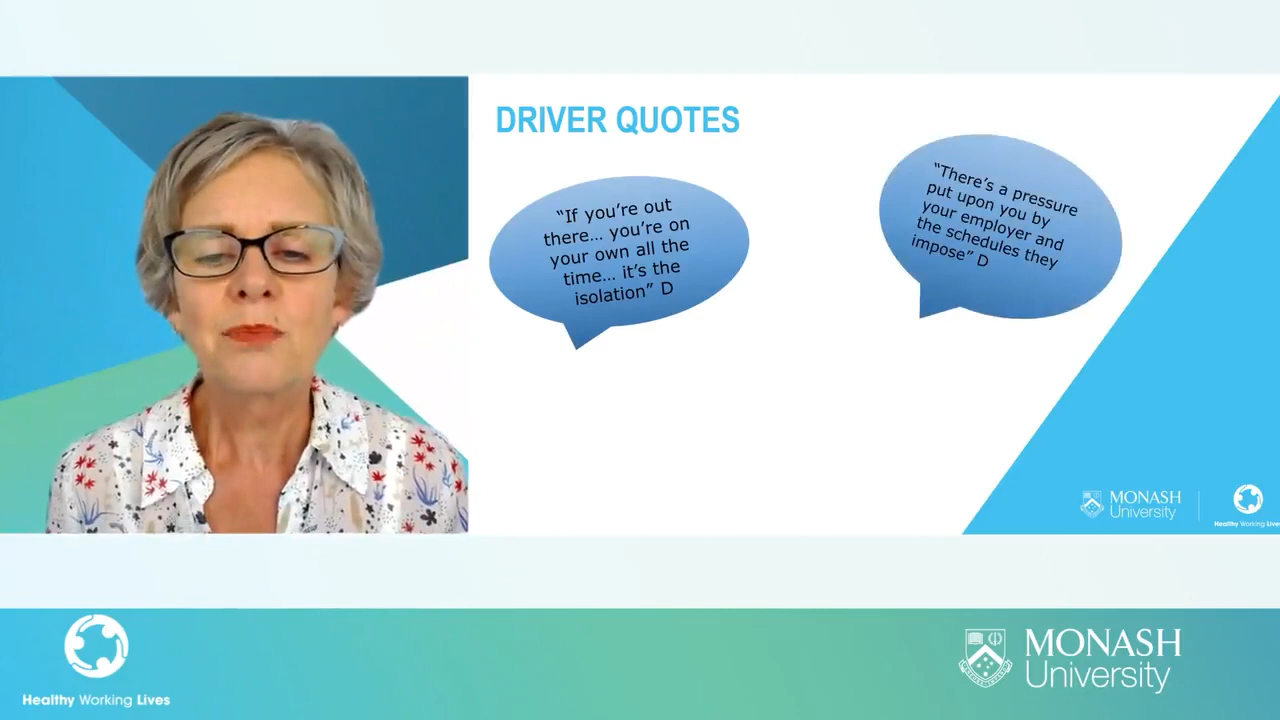 DRIVER QUOTES
“If you’re out
there... you’re on
your own all the
time... it’s the
isolation” D
“There’s a pressure
put upon you by
your employer and
the schedules they
impose” D
MONASH
University
Healthy Working Lives
Healthy Working Lives
MONASH
University